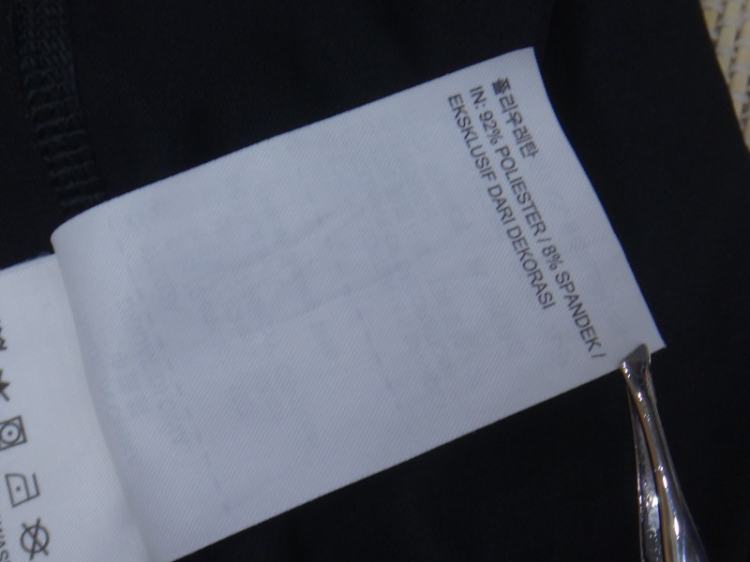 폴리우레탄
IN: 92% POLIESTER / 8% SPANDEK /
EKSKLUSIF DARI DEKORASI